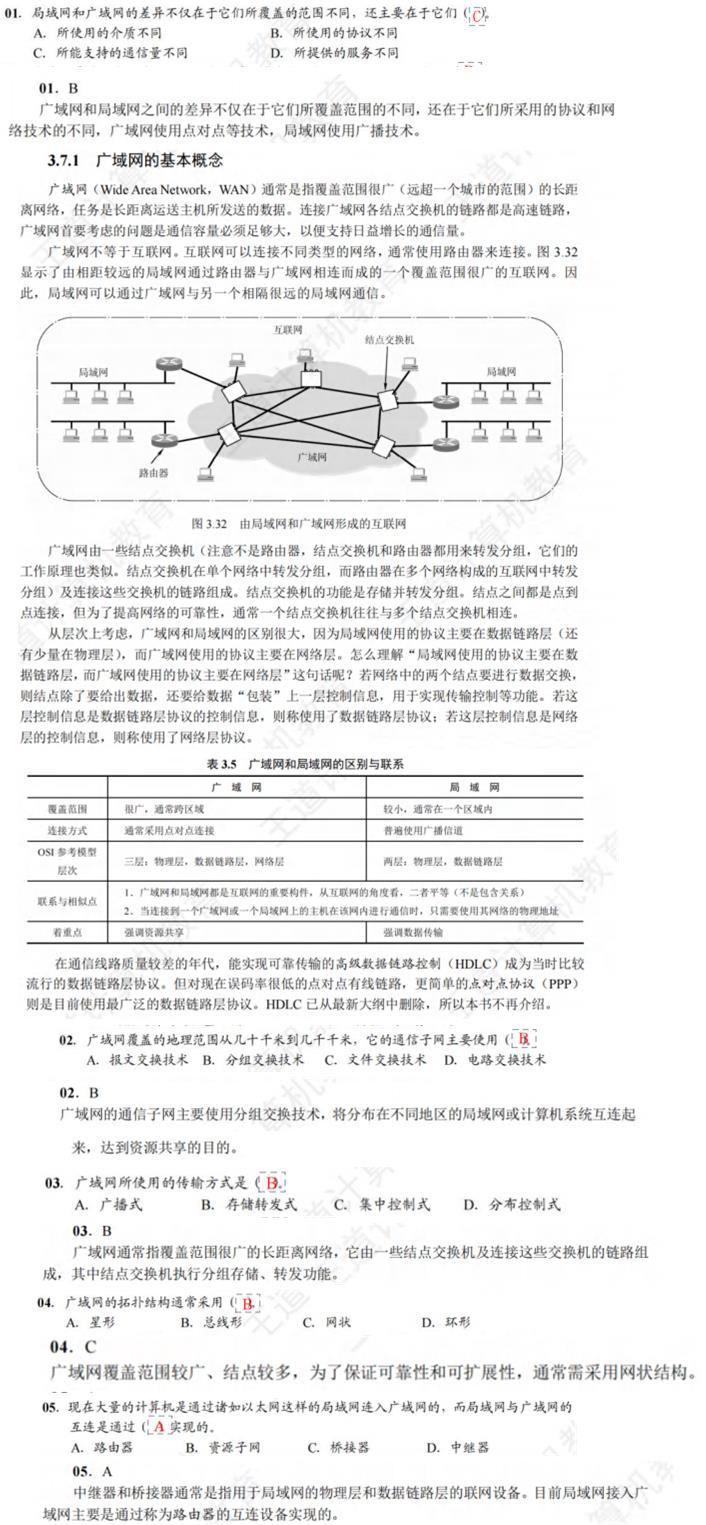 01. 局域网和广域网的差异不仅在于它们所覆盖的范围不同，还主要在于它们（C）。
A. 所使用的介质不同 B. 所使用的协议不同
C. 所能支持的通信量不同 D. 所提供的服务不同
01. B
广域网和局域网之间的差异不仅在于它们所覆盖范围的不同，还在于它们所采用的协议和网
络技术的不同，广域网使用点对点等技术，局域网使用广播技术。
3.7.1 广域网的基本概念
广域网（Wide Area Network，WAN）通常是指覆盖范围很广（远超一个城市的范围）的长距
离网络，任务是长距离运送主机所发送的数据。连接广域网各结点交换机的链路都是高速链路，
广域网首要考虑的问题是通信容量必须足够大，以便支持日益增长的通信量。
广域网不等于互联网。互联网可以连接不同类型的网络，通常使用路由器来连接。图 3.32
显示了由相距较远的局域网通过路由器与广域网相连而成的一个覆盖范围很广的互联网。因
此，局域网可以通过广域网与另一个相隔很远的局域网通信。
互联网
结点交换机
局域网
局域网
广域网
路由器
图 3.32 由局域网和广域网形成的互联网
广域网由一些结点交换机（注意不是路由器，结点交换机和路由器都用来转发分组，它们的
工作原理也类似。结点交换机在单个网络中转发分组，而路由器在多个网络构成的互联网中转发
分组）及连接这些交换机的链路组成。结点交换机的功能是存储并转发分组。结点之间都是点到
点连接，但为了提高网络的可靠性，通常一个结点交换机往往与多个结点交换机相连。
从层次上考虑，广域网和局域网的区别很大，因为局域网使用的协议主要在数据链路层（还
有少量在物理层），而广域网使用的协议主要在网络层。怎么理解“局域网使用的协议主要在数
据链路层，而广域网使用的协议主要在网络层”这句话呢？若网络中的两个结点要进行数据交换，
则结点除了要给出数据，还要给数据“包装”上一层控制信息，用于实现传输控制等功能。若这
层控制信息是数据链路层协议的控制信息，则称使用了数据链路层协议；若这层控制信息是网络
层的控制信息，则称使用了网络层协议。
表 3.5 广域网和局域网的区别与联系
广域网 局域网
覆盖范围 很广，通常跨区域 较小，通常在一个区域内
连接方式 通常采用点对点连接 普遍使用广播信道
OSI 参考模型
层次
三层：物理层，数据链路层，网络层 两层：物理层，数据链路层
联系与相似点
1. 广域网和局域网都是互联网的重要构件，从互联网的角度看，二者平等（不是包含关系）
2. 当连接到一个广域网或一个局域网上的主机在该网内进行通信时，只需要使用其网络的物理地址
着重点 强调资源共享 强调数据传输
在通信线路质量较差的年代，能实现可靠传输的高级数据链路控制（HDLC）成为当时比较
流行的数据链路层协议。但对现在误码率很低的点对点有线链路，更简单的点对点协议（PPP）
则是目前使用最广泛的数据链路层协议。HDLC 已从最新大纲中删除，所以本书不再介绍。
02. 广域网覆盖的地理范围从几十千米到几千千米，它的通信子网主要使用（B
A. 报文交换技术 B. 分组交换技术 C. 文件交换技术 D. 电路交换技术
02. B
广域网的通信子网主要使用分组交换技术，将分布在不同地区的局域网或计算机系统互连起
来，达到资源共享的目的。
03. 广域网所使用的传输方式是（B）。
A. 广播式 B. 存储转发式 C. 集中控制式 D. 分布控制式
03. B
广域网通常指覆盖范围很广的长距离网络，它由一些结点交换机及连接这些交换机的链路组
成，其中结点交换机执行分组存储、转发功能。
04. 广域网的拓扑结构通常采用（B
A. 星形 B. 总线形 C. 网状 D. 环形
04. C
广域网覆盖范围较广、结点较多，为了保证可靠性和可扩展性，通常需采用网状结构。
05. 现在大量的计算机是通过诸如以太网这样的局域网连入广域网的，而局域网与广域网的
互连是通过（A）实现的。
A. 路由器 B. 资源子网 C. 桥接器 D. 中继器
05. A
中继器和桥接器通常是指用于局域网的物理层和数据链路层的联网设备。目前局域网接入广
域网主要是通过称为路由器的互连设备实现的。